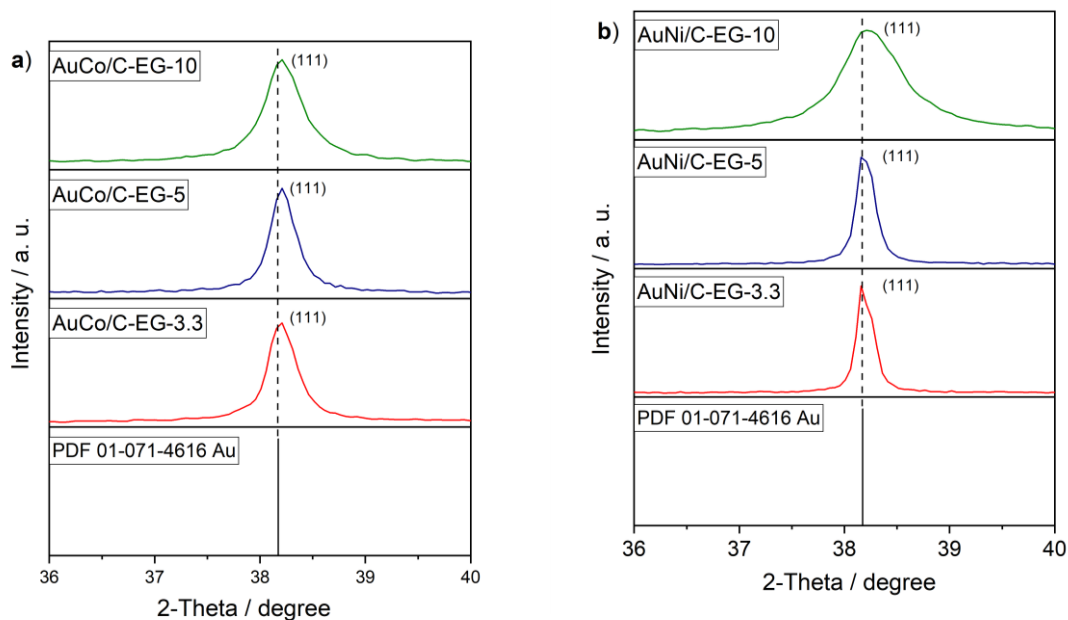 a)
AuCo/C-EG-10
(111)
AuCo/C-EG-5
(111)
AuCo/C-EG-3.3
(111)
PDF 01-071-4616 Au
Intensity / a. u.
36 37 38 39 40
2-Theta / degree
b)
AuNi/C-EG-10
(111)
AuNi/C-EG-5
(111)
AuNi/C-EG-3.3
(111)
PDF 01-071-4616 Au
Intensity / a. u.
36 37 38 39 40
2-Theta / degree